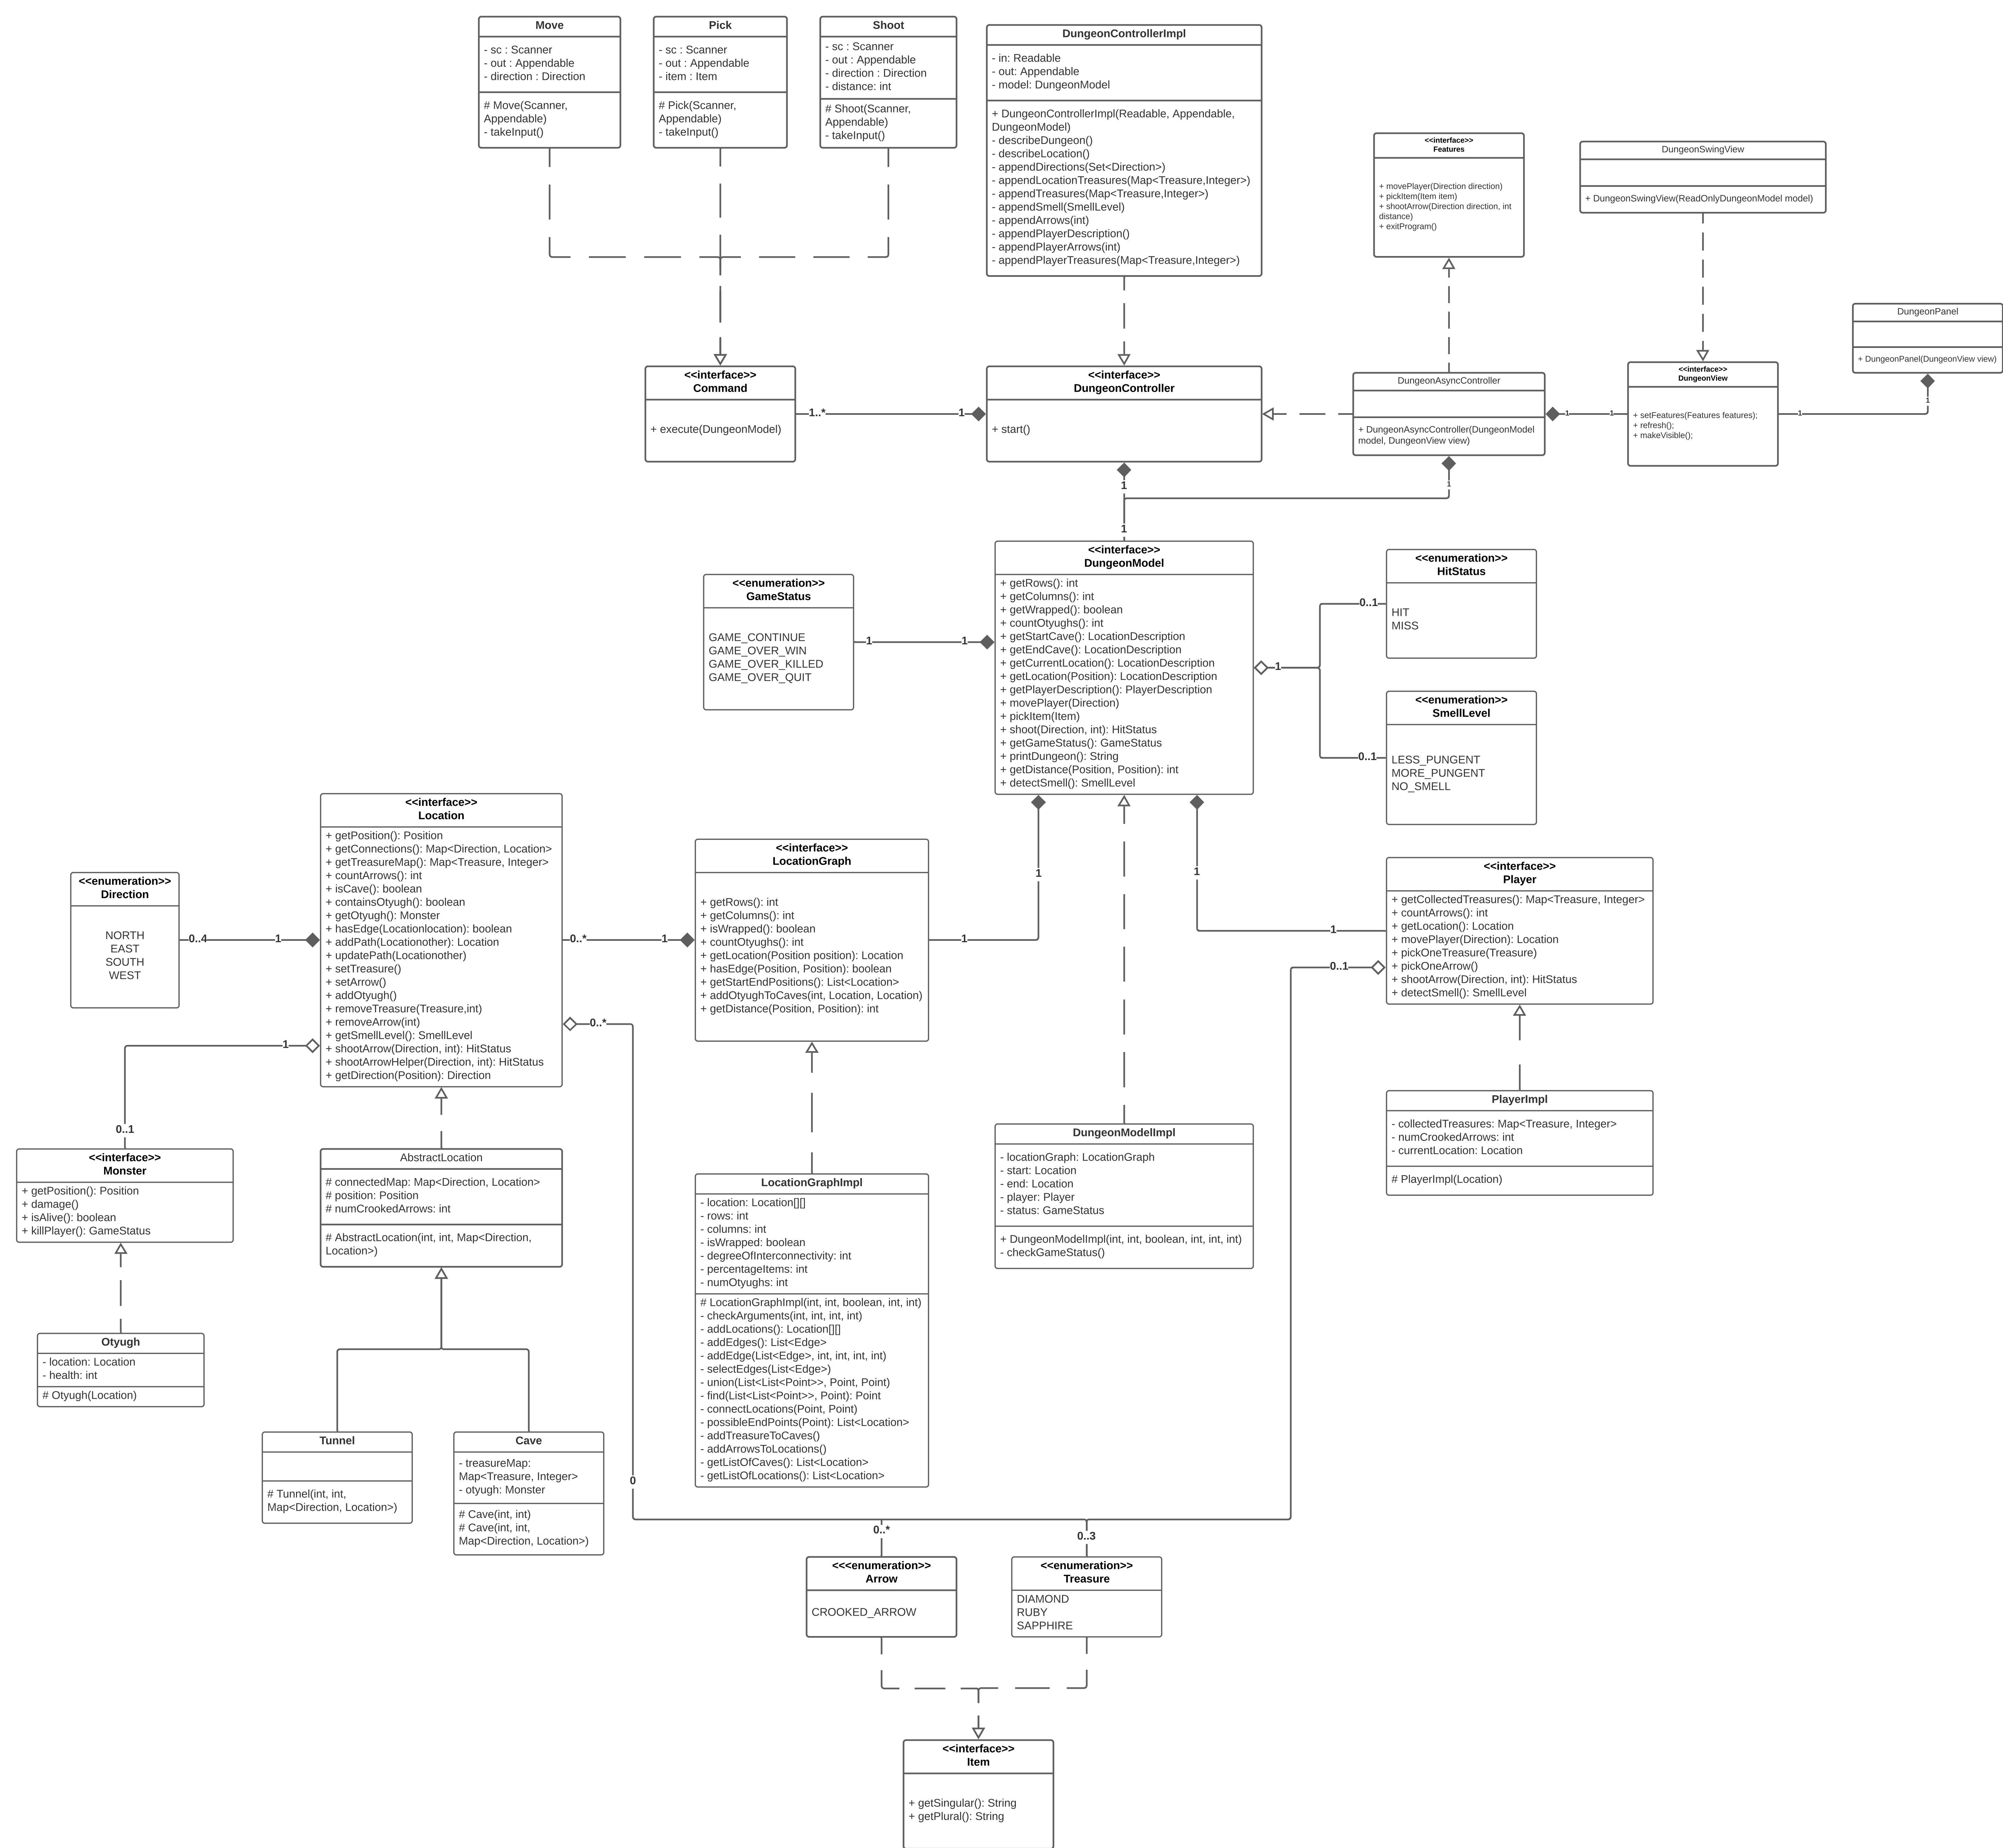 Move
- sc : Scanner
- out : Appendable
- direction : Direction
# Move(Scanner,
Appendable)
- takeInput()
Pick
- sc : Scanner
- out : Appendable
- item : Item
# Pick(Scanner,
Appendable)
- takeInput()
Shoot
- sc : Scanner
- out : Appendable
- direction : Direction
- distance: int
# Shoot(Scanner,
Appendable)
- takeInput()
DungeonControllerImpl
- in: Readable
- out: Appendable
- model: DungeonModel
+ DungeonControllerImpl(Readable, Appendable,
DungeonModel)
- describeDungeon()
- describeLocation()
- appendDirections(Set<Direction>)
- appendLocationTreasures(Map<Treasure,Integer>)
- appendTreasures(Map<Treasure,Integer>)
- appendSmell(SmellLevel)
- appendArrows(int)
- appendPlayerDescription()
- appendPlayerArrows(int)
- appendPlayerTreasures(Map<Treasure,Integer>)
<<interface>>
Features
+ movePlayer(Direction direction)
+ pickItem(Item item)
+ shootArrow(Direction direction, int
distance)
+ exitProgram()
DungeonSwingView
+ DungeonSwingView(ReadOnlyDungeonModel model)
DungeonPanel
+ DungeonPanel(DungeonView view)
<<interface>>
Command
+ execute(DungeonModel)
1..*
1
<<interface>>
DungeonController
+ start()
DungeonAsyncController
+ DungeonAsyncController(DungeonModel
model, DungeonView view)
1
1
<<interface>>
DungeonView
+ setFeatures(Features features);
+ refresh();
+ makeVisible();
1
1
1
1
1
<<interface>>
DungeonModel
+ getRows(): int
+ getColumns(): int
+ getWrapped(): boolean
+ countOtyughs(): int
+ getStartCave(): LocationDescription
+ getEndCave(): LocationDescription
+ getCurrentLocation(): LocationDescription
+ getLocation(Position): LocationDescription
+ getPlayerDescription(): PlayerDescription
+ movePlayer(Direction)
+ pickItem(Item)
+ shoot(Direction, int): HitStatus
+ getGameStatus(): GameStatus
+ printDungeon(): String
+ getDistance(Position, Position): int
+ detectSmell(): SmellLevel
<<enumeration>>
GameStatus
GAME_CONTINUE
GAME_OVER_WIN
GAME_OVER_KILLED
GAME_OVER_QUIT
1
1
1
0..1
0..1
<<enumeration>>
HitStatus
HIT
MISS
<<enumeration>>
SmellLevel
LESS_PUNGENT
MORE_PUNGENT
NO_SMELL
<<enumeration>>
Direction
NORTH
EAST
SOUTH
WEST
0..4
1
<<interface>>
Location
+ getPosition(): Position
+ getConnections(): Map<Direction, Location>
+ getTreasureMap(): Map<Treasure, Integer>
+ countArrows(): int
+ isCave(): boolean
+ containsOtyugh(): boolean
+ getOtyugh(): Monster
+ hasEdge(Locationlocation): boolean
+ addPath(Locationother): Location
+ updatePath(Locationother)
+ setTreasure()
+ setArrow()
+ addOtyugh()
+ removeTreasure(Treasure,int)
+ removeArrow(int)
+ getSmellLevel(): SmellLevel
+ shootArrow(Direction, int): HitStatus
+ shootArrowHelper(Direction, int): HitStatus
+ getDirection(Position): Direction
0..*
1
<<interface>>
LocationGraph
+ getRows(): int
+ getColumns(): int
+ isWrapped(): boolean
+ countOtyughs(): int
+ getLocation(Position position): Location
+ hasEdge(Position, Position): boolean
+ getStartEndPositions(): List<Location>
+ addOtyughToCaves(int, Location, Location)
+ getDistance(Position, Position): int
1
1
1
1
<<interface>>
Player
+ getCollectedTreasures(): Map<Treasure, Integer>
+ countArrows(): int
+ getLocation(): Location
+ movePlayer(Direction): Location
+ pickOneTreasure(Treasure)
+ pickOneArrow()
+ shootArrow(Direction, int): HitStatus
+ detectSmell(): SmellLevel
0..1
0..*
1
0..1
<<interface>>
Monster
+ getPosition(): Position
+ damage()
+ isAlive(): boolean
+ killPlayer(): GameStatus
AbstractLocation
# connectedMap: Map<Direction, Location>
# position: Position
# numCrookedArrows: int
# AbstractLocation(int, int, Map<Direction,
Location>)
LocationGraphImpl
- location: Location[][]
- rows: int
- columns: int
- isWrapped: boolean
- degreeOfInterconnectivity: int
- percentageItems: int
- numOtyughs: int
# LocationGraphImpl(int, int, boolean, int, int)
- checkArguments(int, int, int, int)
- addLocations(): Location[][]
- addEdges(): List<Edge>
- addEdge(List<Edge>, int, int, int, int)
- selectEdges(List<Edge>)
- union(List<List<Point>>, Point, Point)
- find(List<List<Point>>, Point): Point
- connectLocations(Point, Point)
- possibleEndPoints(Point): List<Location>
- addTreasureToCaves()
- addArrowsToLocations()
- getListOfCaves(): List<Location>
- getListOfLocations(): List<Location>
DungeonModelImpl
- locationGraph: LocationGraph
- start: Location
- end: Location
- player: Player
- status: GameStatus
+ DungeonModelImpl(int, int, boolean, int, int, int)
- checkGameStatus()
PlayerImpl
- collectedTreasures: Map<Treasure, Integer>
- numCrookedArrows: int
- currentLocation: Location
# PlayerImpl(Location)
Otyugh
- location: Location
- health: int
# Otyugh(Location)
Tunnel
# Tunnel(int, int,
Map<Direction, Location>)
Cave
- treasureMap:
Map<Treasure, Integer>
- otyugh: Monster
# Cave(int, int)
# Cave(int, int,
Map<Direction, Location>)
0
0..*
0..3
<<<enumeration>>
Arrow
CROOKED_ARROW
<<enumeration>>
Treasure
DIAMOND
RUBY
SAPPHIRE
<<interface>>
Item
+ getSingular(): String
+ getPlural(): String